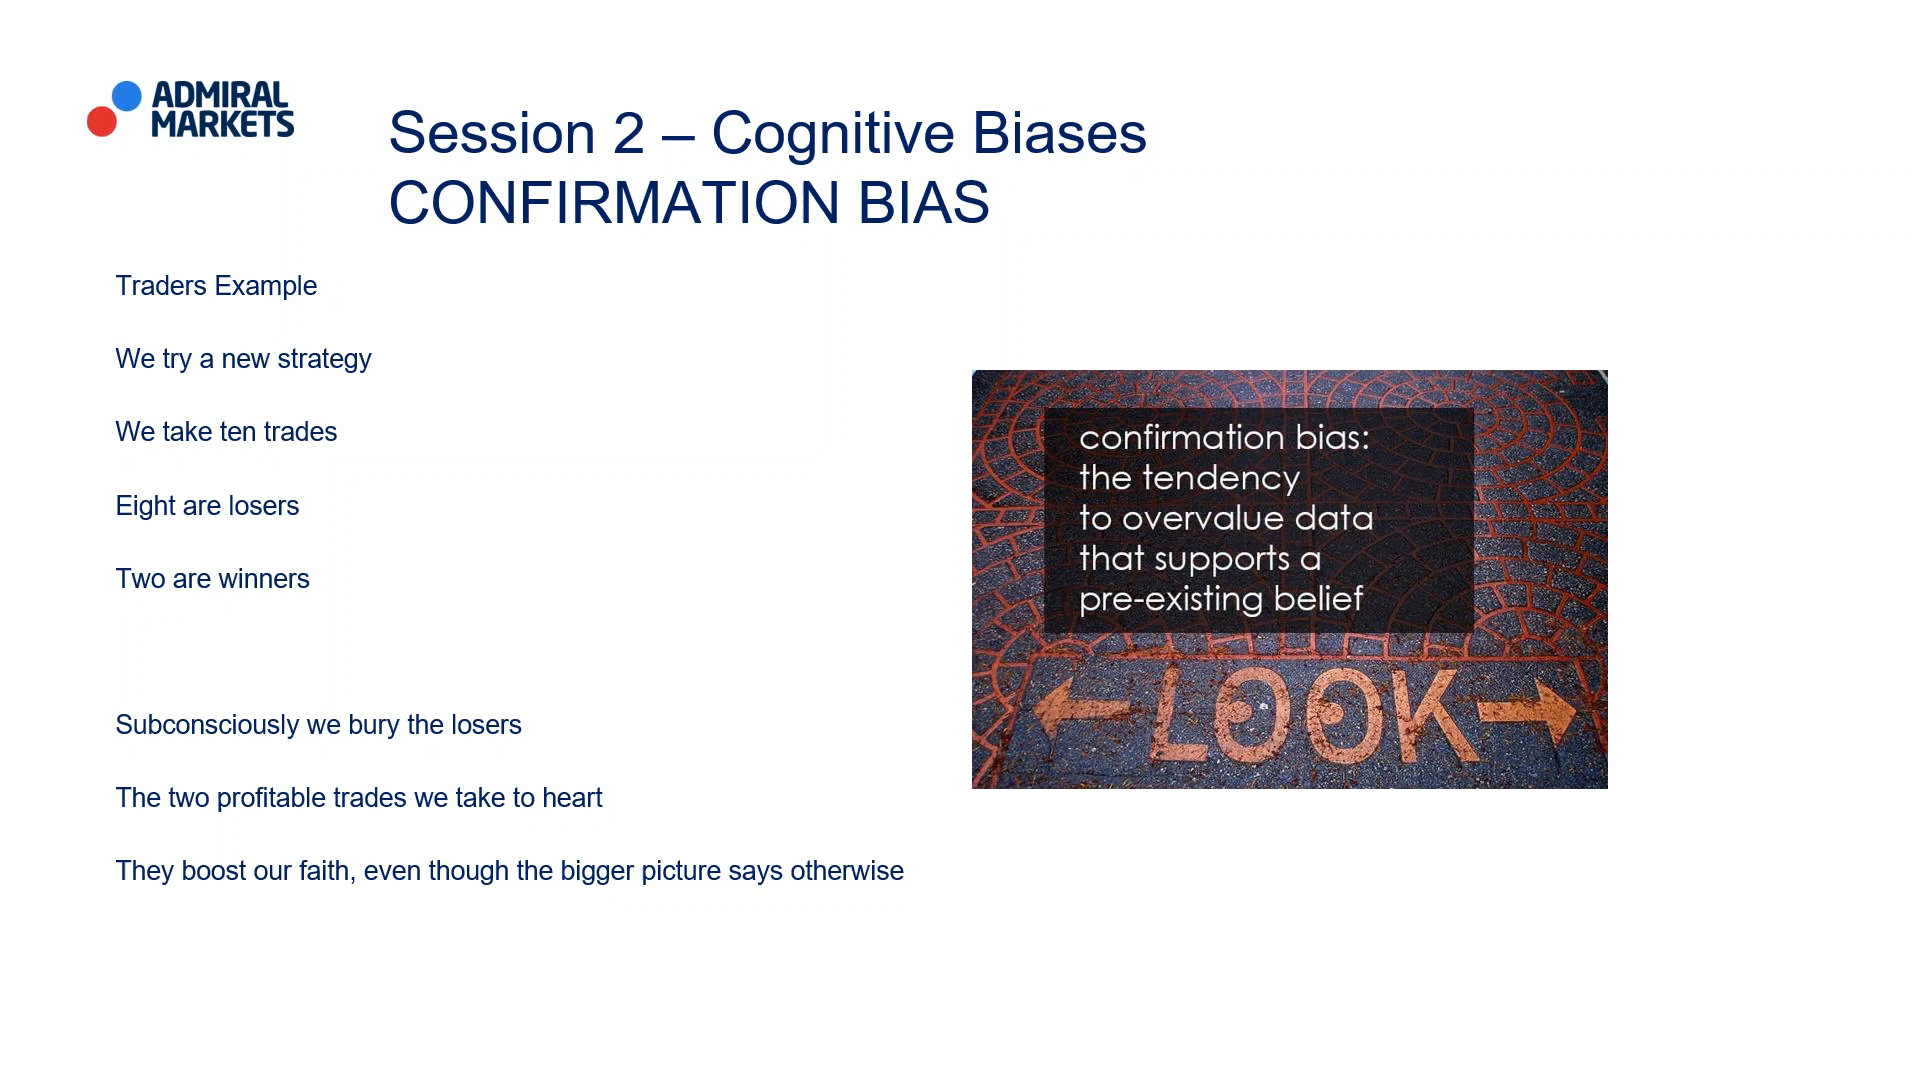 ADMIRAL
MARKETS
Session 2 – Cognitive Biases
CONFIRMATION BIAS
Traders Example
We try a new strategy
We take ten trades
Eight are losers
Two are winners
Subconsciously we bury the losers
The two profitable trades we take to heart
They boost our faith, even though the bigger picture says otherwise
confirmation bias:
the tendency
to overvalue data
that supports a
pre-existing belief
LOOK